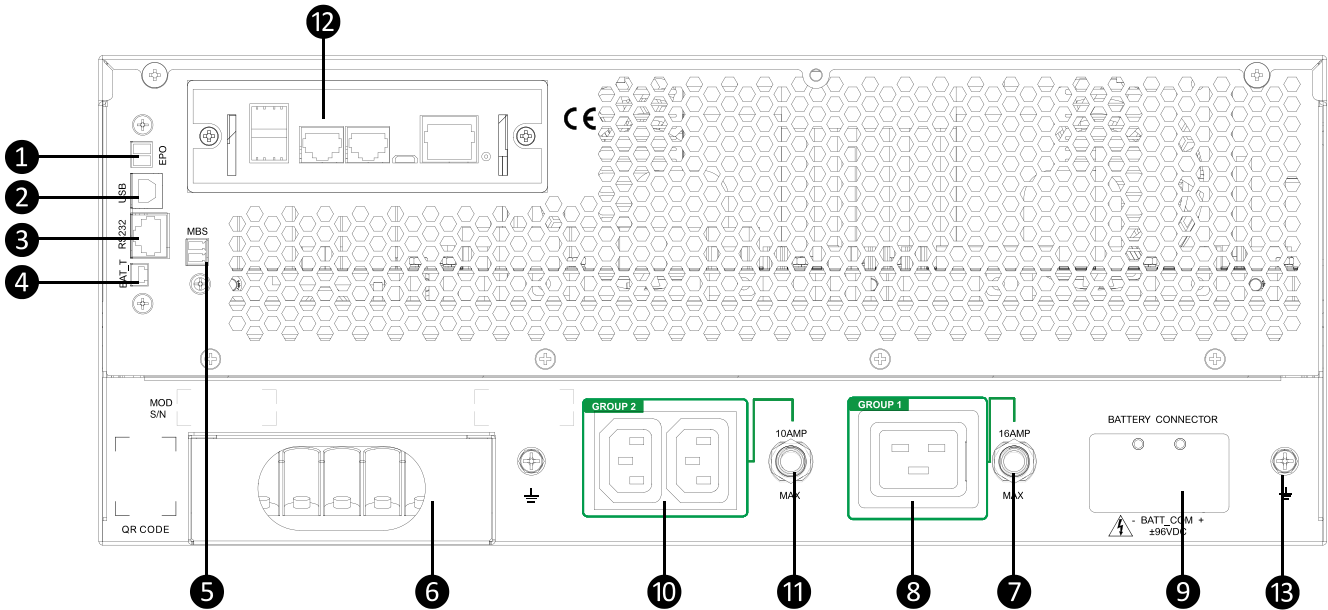 12
CE
1
EPO
2
USB
3
RS232
MBS
4
BAT_T
MOD
S/N
GROUP 2
GROUP 1
10AMP
16AMP
BATTERY CONNECTOR
MAX
MAX
QR CODE
- BATT_COM +
±96VDC
5
6
10
11
8
7
9
13